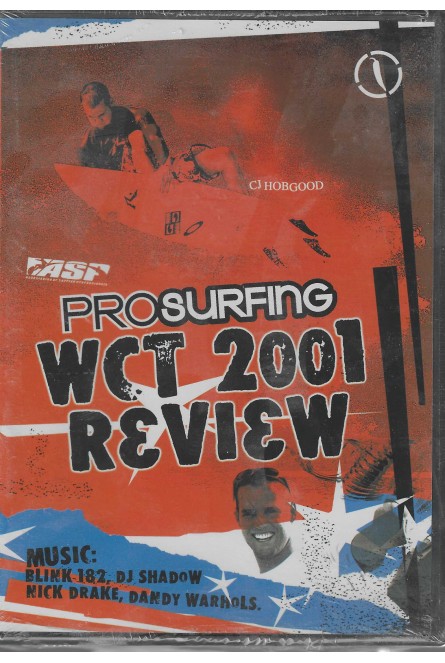 CJ HOBGOOD
ASP
PROSURFING
WCT 2001
REVIEW
MUSIC:
BLINK-182, DJ SHADOW
NICK DRAKE, DANDY WARHOLS.